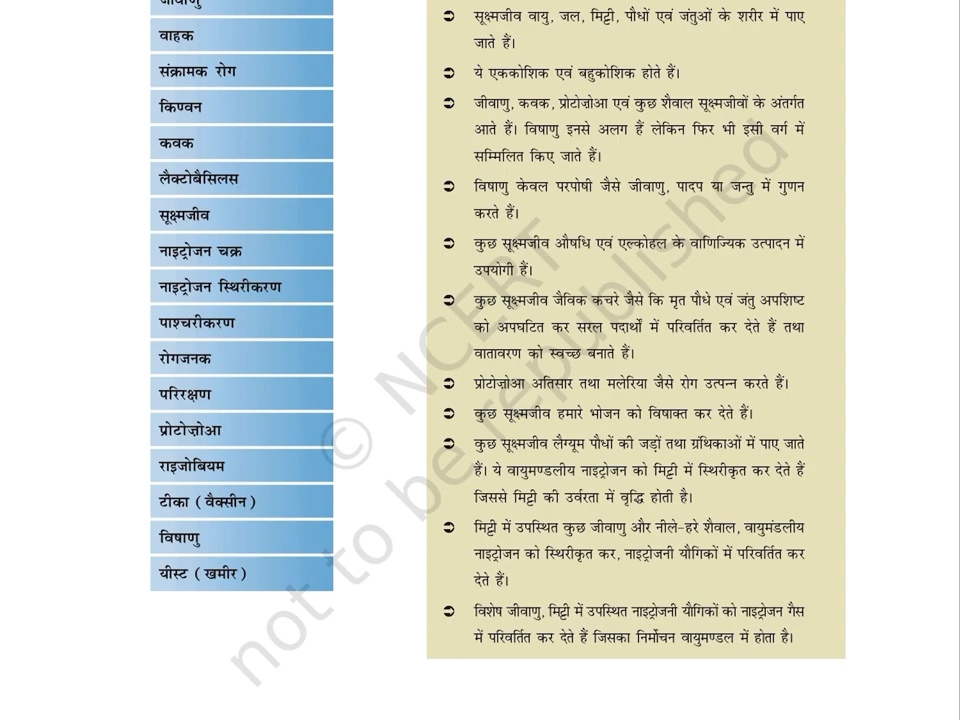 जीवाणु
वाहक
संक्रामक रोग
किण्वन
कवक
लैक्टोबैसिलस
सूक्ष्मजीव
नाइट्रोजन चक्र
नाइट्रोजन स्थिरीकरण
पाश्चरीकरण
रोगजनक
परिरक्षण
प्रोटोज़ोआ
राइजोबियम
टीका (वैक्सीन)
विषाणु
यीस्ट (खमीर)
➲ सूक्ष्मजीव वायु, जल, मिट्टी, पौधों एवं जंतुओं के शरीर में पाए
जाते हैं।
➲ ये एककोशिक एवं बहुकोशिक होते हैं।
➲ जीवाणु, कवक, प्रोटोज़ोआ एवं कुछ शैवाल सूक्ष्मजीवों के अंतर्गत
आते हैं। विषाणु इनसे अलग हैं लेकिन फिर भी इसी वर्ग में
सम्मिलित किए जाते हैं।
➲ विषाणु केवल परपोषी जैसे जीवाणु, पादप या जन्तु में गुणन
करते हैं।
➲ कुछ सूक्ष्मजीव औषधि एवं एल्कोहल के वाणिज्यिक उत्पादन में
उपयोगी हैं।
➲ कुछ सूक्ष्मजीव जैविक कचरे जैसे कि मृत पौधे एवं जंतु अपशिष्ट
को अपघटित कर सरल पदार्थों में परिवर्तित कर देते हैं तथा
वातावरण को स्वच्छ बनाते हैं।
➲ प्रोटोज़ोआ अतिसार तथा मलेरिया जैसे रोग उत्पन्न करते हैं।
➲ कुछ सूक्ष्मजीव हमारे भोजन को विषाक्त कर देते हैं।
➲ कुछ सूक्ष्मजीव लैग्यूम पौधों की जड़ों तथा ग्रंथिकाओं में पाए जाते
हैं। ये वायुमण्डलीय नाइट्रोजन को मिट्टी में स्थिरीकृत कर देते हैं
जिससे मिट्टी की उर्वरता में वृद्धि होती है।
➲ मिट्टी में उपस्थित कुछ जीवाणु और नीले-हरे शैवाल, वायुमंडलीय
नाइट्रोजन को स्थिरीकृत कर, नाइट्रोजनी यौगिकों में परिवर्तित कर
देते हैं।
➲ विशेष जीवाणु, मिट्टी में उपस्थित नाइट्रोजनी यौगिकों को नाइट्रोजन गैस
में परिवर्तित कर देते हैं जिसका निर्मोचन वायुमण्डल में होता है।
© NCERT
not to be republished